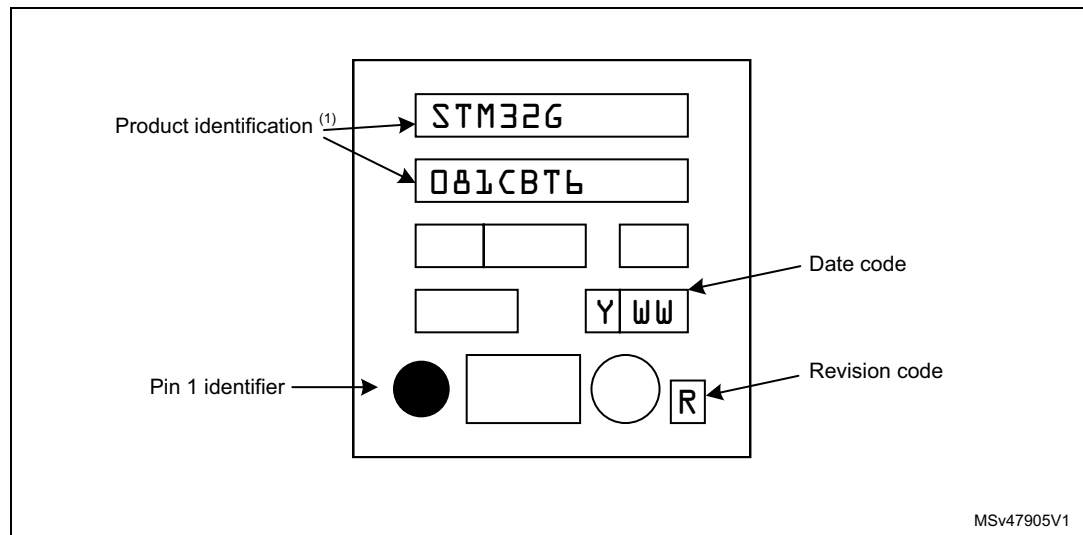 Product identification (1)
STM32G
081CBT6
Date code
Y WW
Pin 1 identifier
Revision code
R
MSv47905V1